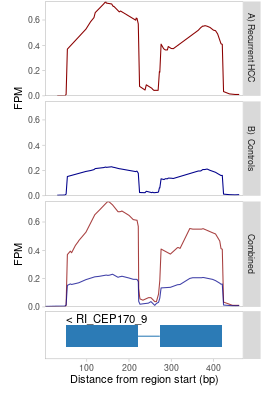 0.6
0.4
0.2
0.0
A) Recurrent HCC
FPM
0.6
0.4
0.2
0.0
B) Controls
0.6
0.4
0.2
0.0
Combined
FPM
< RI_CEP170_9
100
200
300
400
Distance from region start (bp)